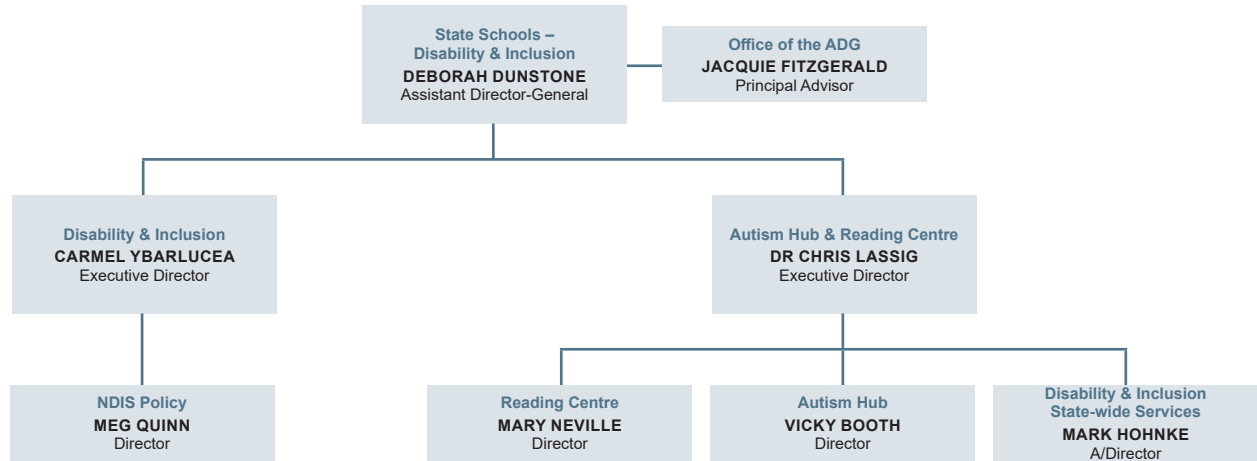 State Schools –
Disability & Inclusion
DEBORAH DUNSTONE
Assistant Director-General
Office of the ADG
JACQUIE FITZGERALD
Principal Advisor
Disability & Inclusion
CARMEL YBARLUCEA
Executive Director
Autism Hub & Reading Centre
DR CHRIS LASSIG
Executive Director
NDIS Policy
MEG QUINN
Director
Reading Centre
MARY NEVILLE
Director
Autism Hub
VICKY BOOTH
Director
Disability & Inclusion
State-wide Services
MARK HOHNKE
A/Director